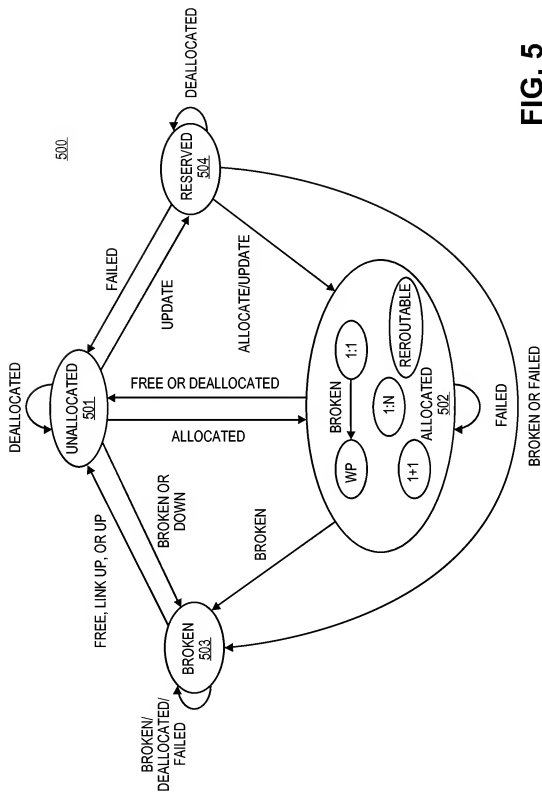 500
DEALLOCATED
RESERVED
504
FAILED
UPDATE
ALLOCATE/UPDATE
DEALLOCATED
UNALLOCATED
501
FREE OR DEALLOCATED
ALLOCATED
BROKEN OR
DOWN
FREE, LINK UP, OR UP
BROKEN
BROKEN
503
BROKEN/
DEALLOCATED/
FAILED
1:1
BROKEN
WP
REROUTABLE
1:N
1+1
ALLOCATED
502
FAILED
BROKEN OR FAILED
FIG. 5